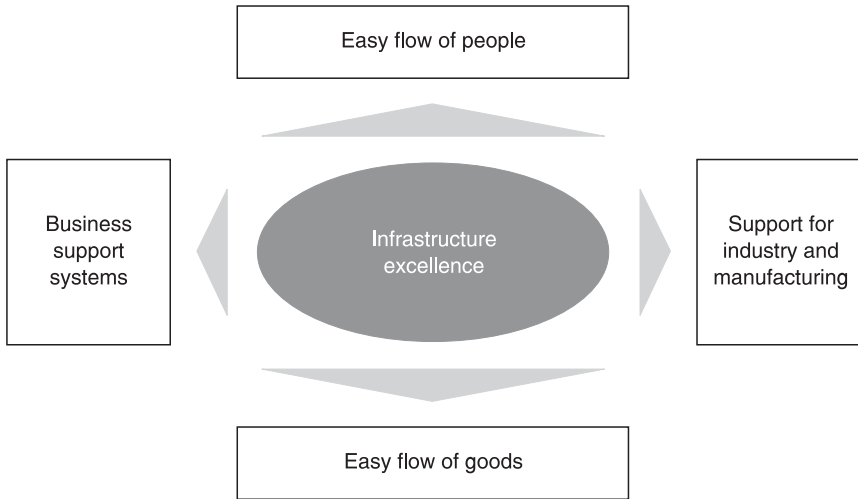 Easy flow of people
Business
support
systems
Infrastructure
excellence
Support for
industry and
manufacturing
Easy flow of goods